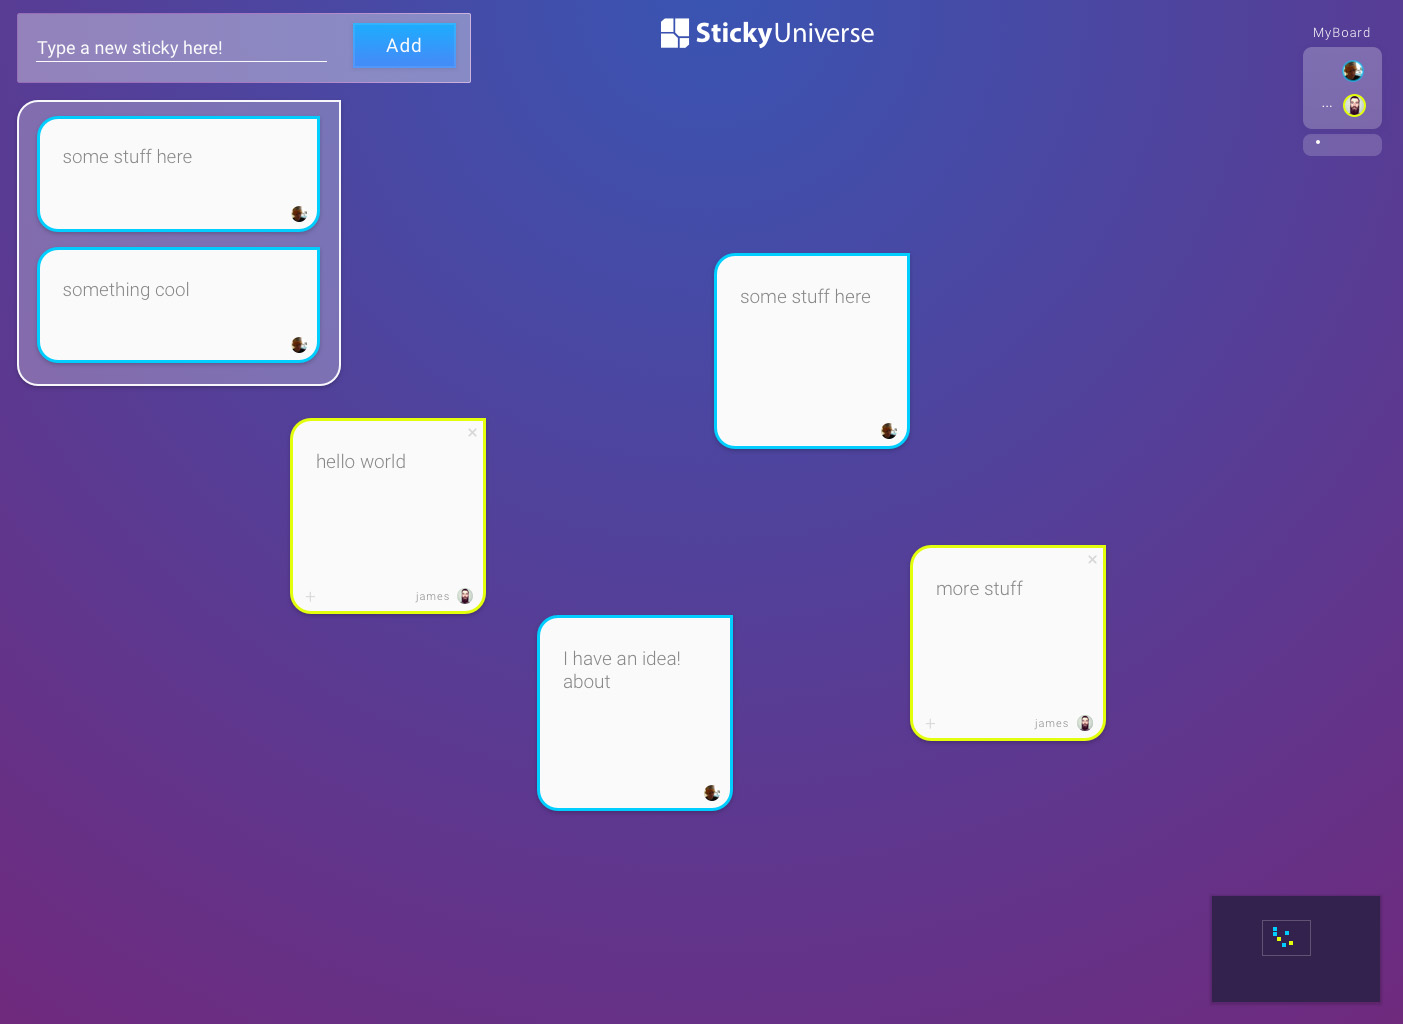 Type a new sticky here!
Add
StickyUniverse
MyBoard
...
some stuff here
something cool
some stuff here
hello world
james
more stuff
james
I have an idea!
about